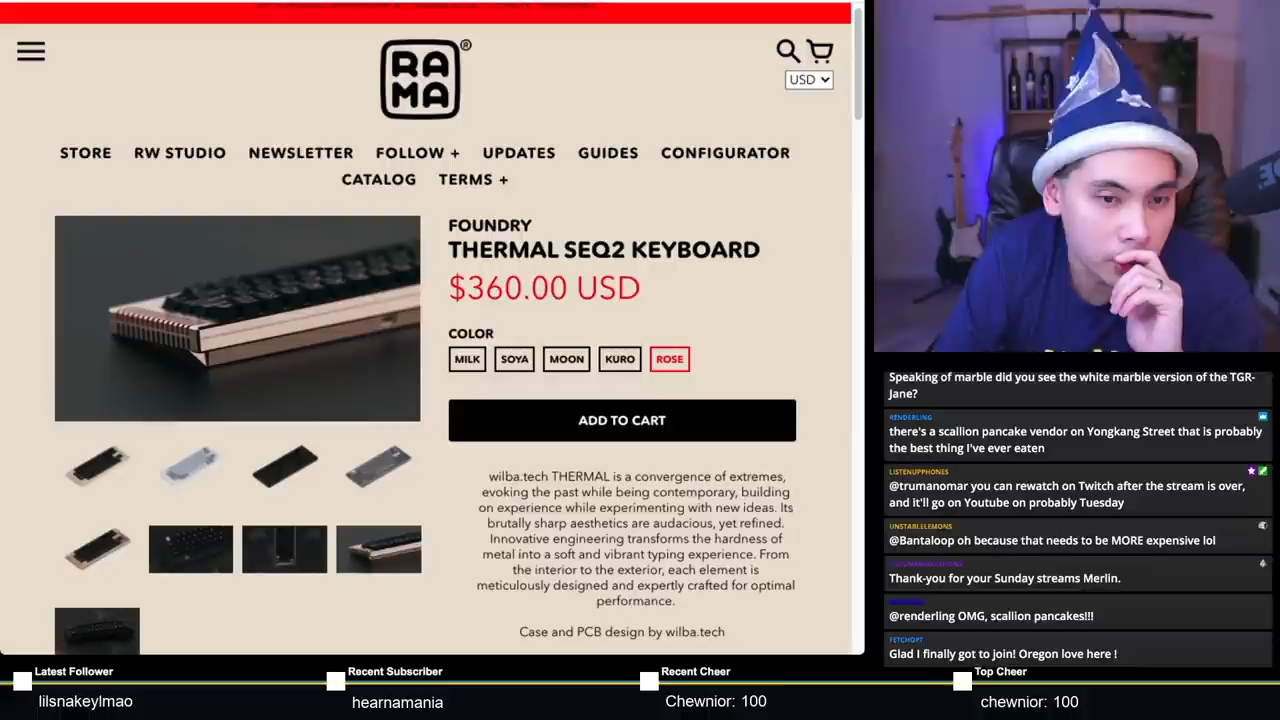 RA
MA
®
USD
STORE RW STUDIO NEWSLETTER FOLLOW + UPDATES GUIDES CONFIGURATOR
CATALOG TERMS +
FOUNDRY
THERMAL SEQ2 KEYBOARD
$360.00 USD
COLOR
MILK SOYA MOON KURO ROSE
ADD TO CART
wilba.tech THERMAL is a convergence of extremes,
evoking the past while being contemporary, building
on experience while experimenting with new ideas. Its
brutally sharp aesthetics are audacious, yet refined.
Innovative engineering transforms the hardness of
metal into a soft and vibrant typing experience. From
the interior to the exterior, each element is
meticulously designed and expertly crafted for optimal
performance.
Case and PCB design by wilba.tech
Speaking of marble did you see the white marble version of the TGR-
Jane?
RENDERLING
there's a scallion pancake vendor on Yongkang Street that is probably
the best thing I've ever eaten
LISTENUPPHONES
@trumanomar you can rewatch on Twitch after the stream is over,
and it'll go on Youtube on probably Tuesday
UNSTABLELEMONS
@Bantaloop oh because that needs to be MORE expensive lol
Thank-you for your Sunday streams Merlin.
@renderling OMG, scallion pancakes!!!
FETCHOPT
Glad I finally got to join! Oregon love here !
Latest Follower
lilsnakeylmao
Recent Subscriber
hearnamania
Recent Cheer
Chewnior: 100
Top Cheer
chewnior: 100